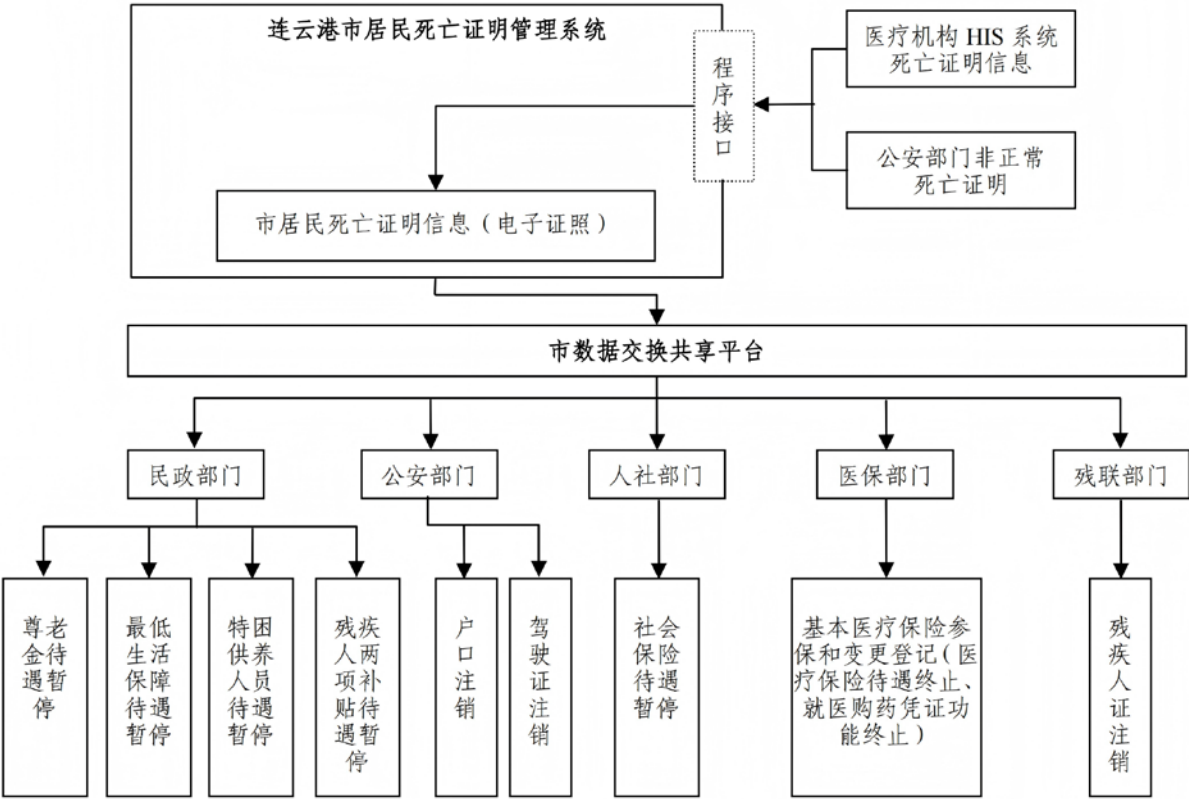 连云港市居民死亡证明管理系统
程
序
接
口
医疗机构 HIS 系统
死亡证明信息
公安部门非正常
死亡证明
市居民死亡证明信息（电子证照）
市数据交换共享平台
民政部门
公安部门
人社部门
医保部门
残联部门
尊老
金待
遇暂
停
最低
生活
保障
待遇
暂停
特困
供养
人员
待遇
暂停
残疾
人两
项补
贴待
遇暂
停
户
口
注
销
驾
驶
证
注
销
社会
保险
待遇
暂停
基本医疗保险参
保和变更登记（医
疗保险待遇终止、
就医购药凭证功
能终止）
残
疾
人
证
注
销